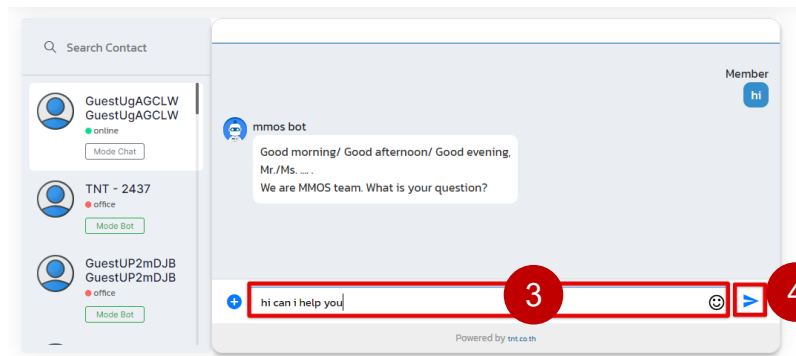 Search Contact
GuestUgAGCLW
GuestUgAGCLW
online
Mode Chat
TNT - 2437
office
Mode Bot
GuestUP2mDJB
GuestUP2mDJB
office
Mode Bot
Member
hi
mmos bot
Good morning/ Good afternoon/ Good evening,
Mr./Ms. .... .
We are MMOS team. What is your question?
hi can i help you
3
4
Powered by tnt.co.th